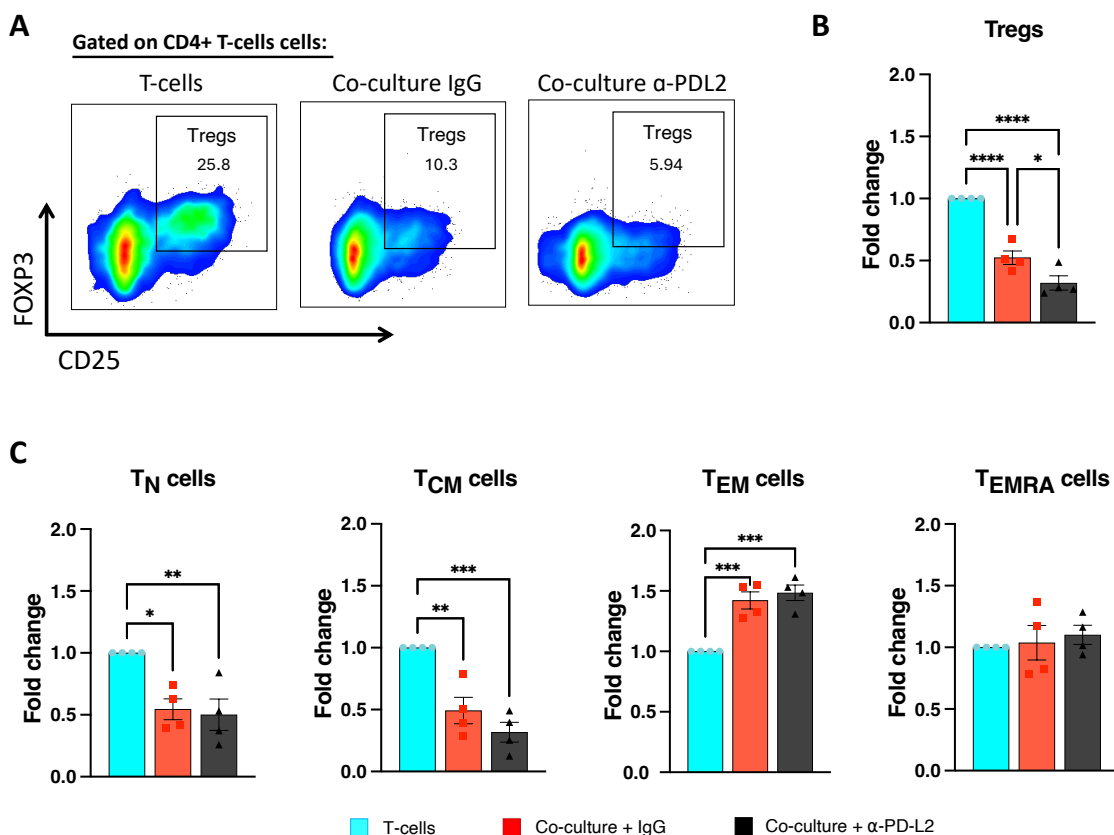 A
Gated on CD4+ T-cells cells:
T-cells
Co-culture IgG
Co-culture α-PDL2
Tregs
25.8
Tregs
10.3
Tregs
5.94
FOXP3
CD25
B
Tregs
Fold change
2.0
1.5
1.0
0.5
0.0
****
****
*
C
TN cells
Fold change
2.0
1.5
1.0
0.5
0.0
**
*
TCM cells
Fold change
2.0
1.5
1.0
0.5
0.0
***
**
TEM cells
Fold change
2.0
1.5
1.0
0.5
0.0
***
***
TEMRA cells
Fold change
2.0
1.5
1.0
0.5
0.0
T-cells
Co-culture + IgG
Co-culture + α-PD-L2